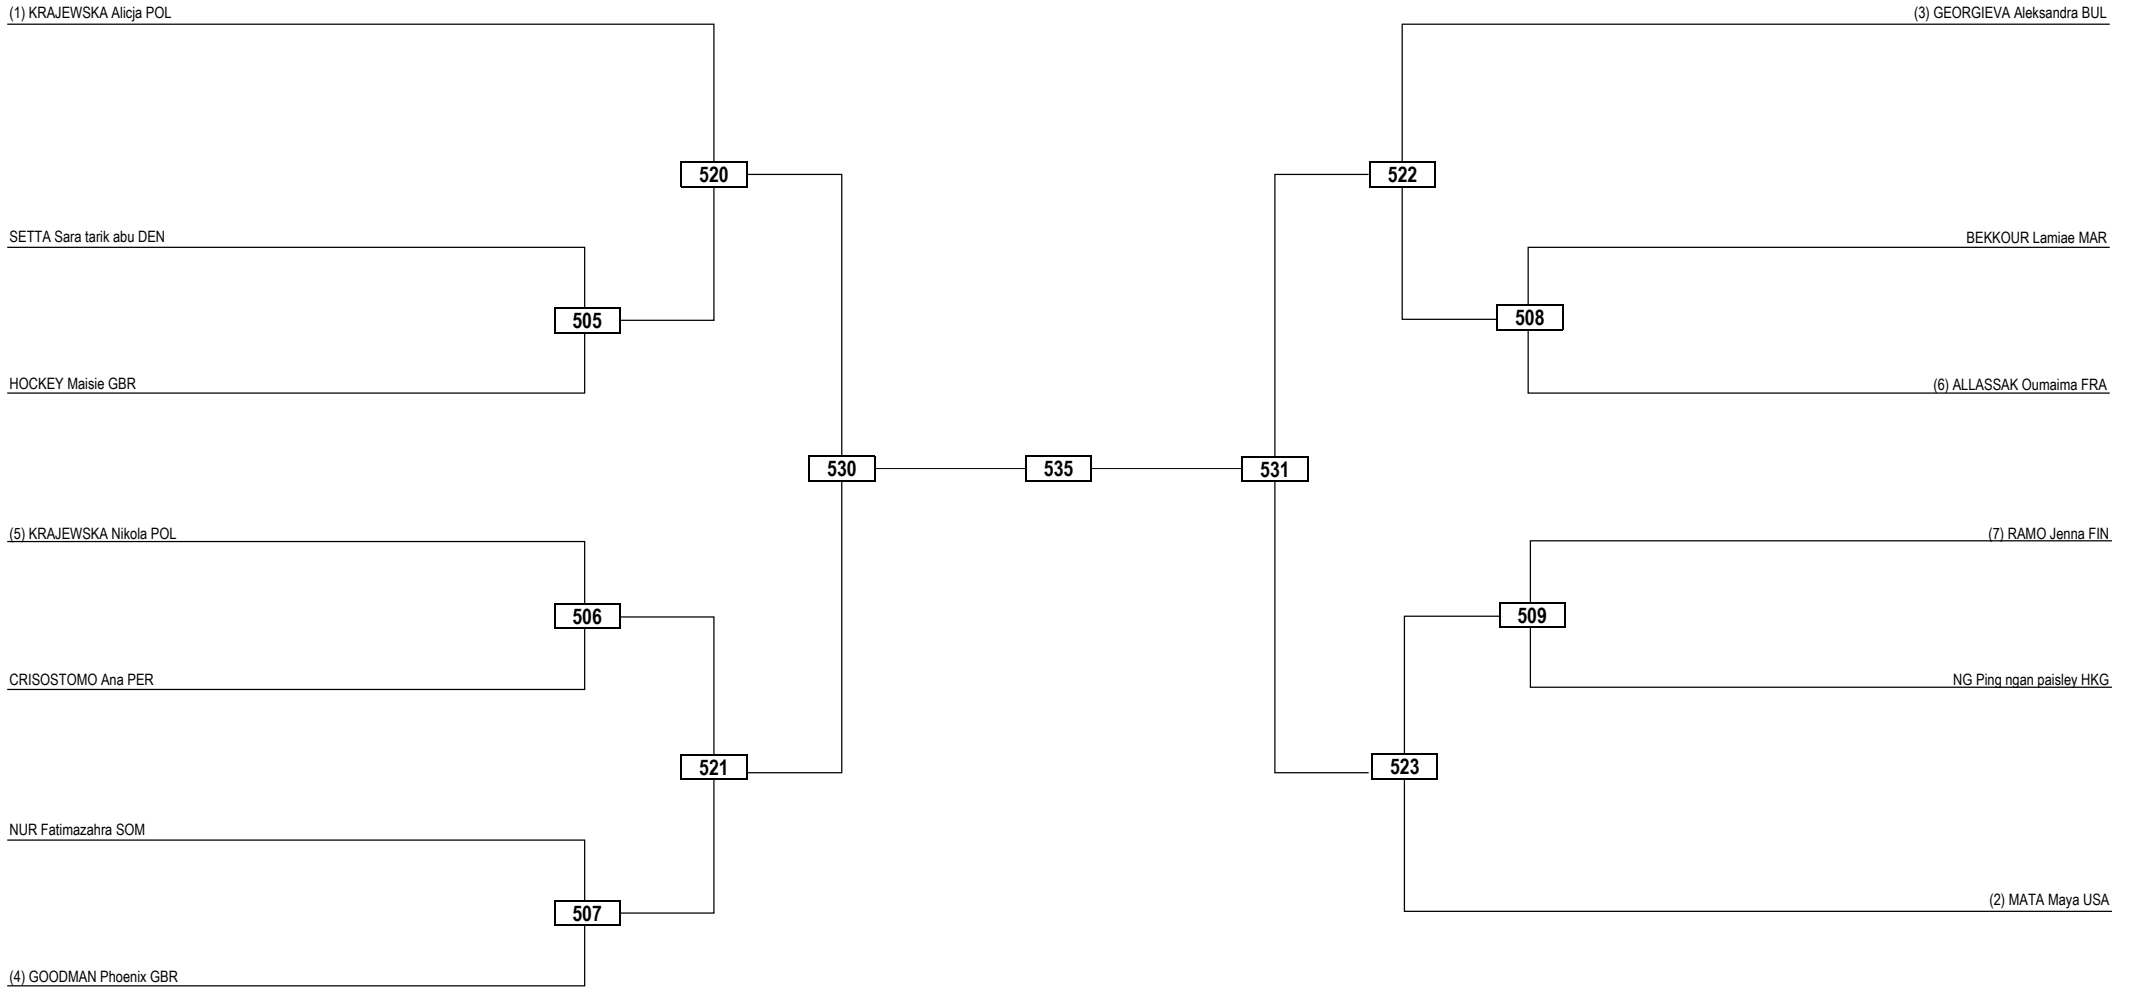 (1) KRAJEWSKA Alicja POL
(3) GEORGIEVA Aleksandra BUL
520
522
SETTA Sara tarik abu DEN
BEKKOUR Lamiae MAR
505
508
HOCKEY Maisie GBR
(6) ALLASSAK Oumaima FRA
530
535
531
(5) KRAJEWSKA Nikola POL
(7) RAMO Jenna FIN
506
509
CRISOSTOMO Ana PER
NG Ping ngan paisley HKG
521
523
NUR Fatimazahra SOM
(2) MATA Maya USA
507
(4) GOODMAN Phoenix GBR